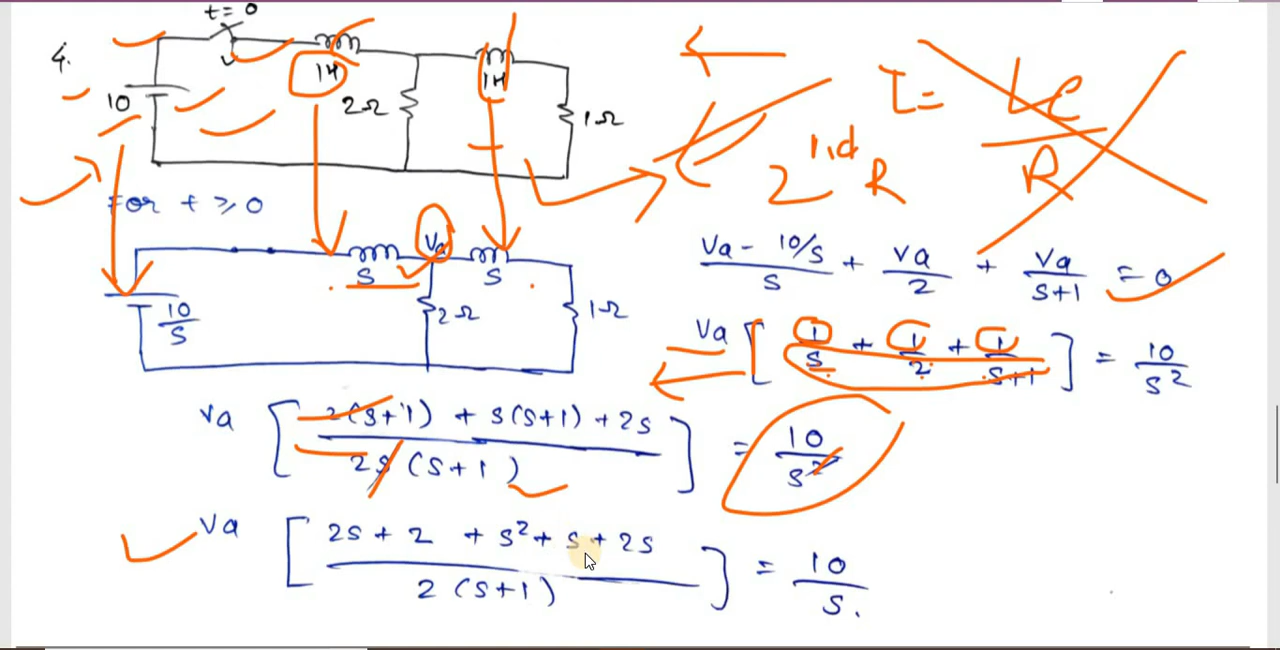 t=0
4.
10
1H
2Ω
1H
1Ω
τ= Le/R
2nd R
For t ≥ 0
10/s
s
Va
s
2Ω
1Ω
(Va - 10/s)/s + Va/2 + Va/(s+1) = 0
Va [ 1/s + 1/2 + 1/(s+1) ] = 10/s²
Va [ (2(s+1) + s(s+1) + 2s)/(2s(s+1)) ] = 10/s²
Va [ (2s + 2 + s² + s + 2s)/(2(s+1)) ] = 10/s.